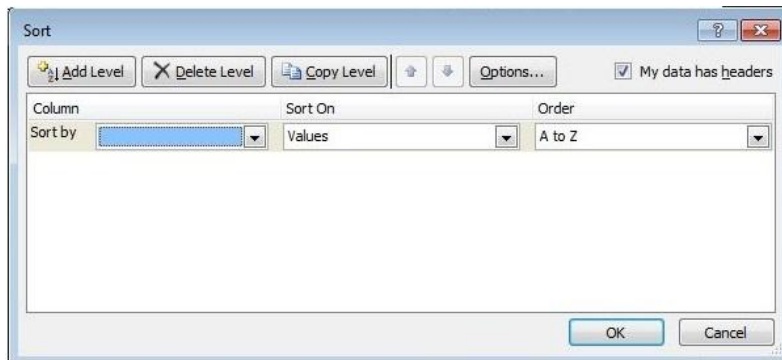 Sort
Add Level Delete Level Copy Level Options... My data has headers
Column Sort On Order
Sort by Values A to Z
OK Cancel